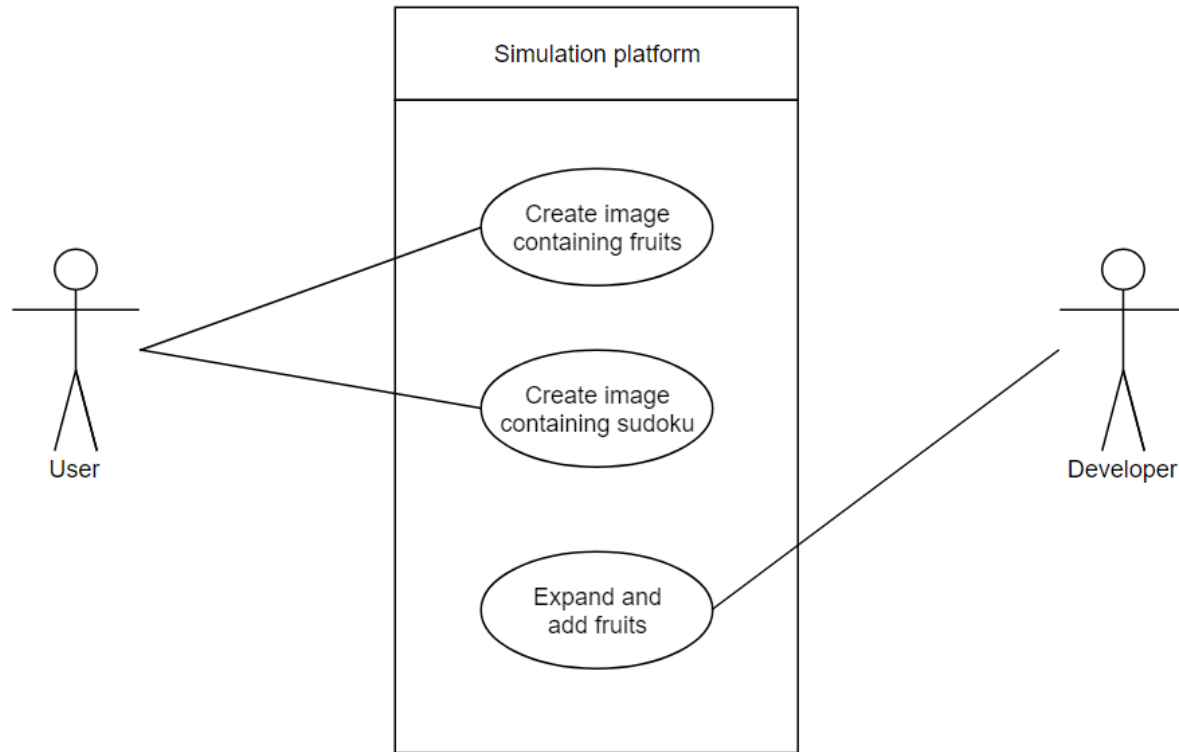 Simulation platform
Create image
containing fruits
Create image
containing sudoku
User
Developer
Expand and
add fruits